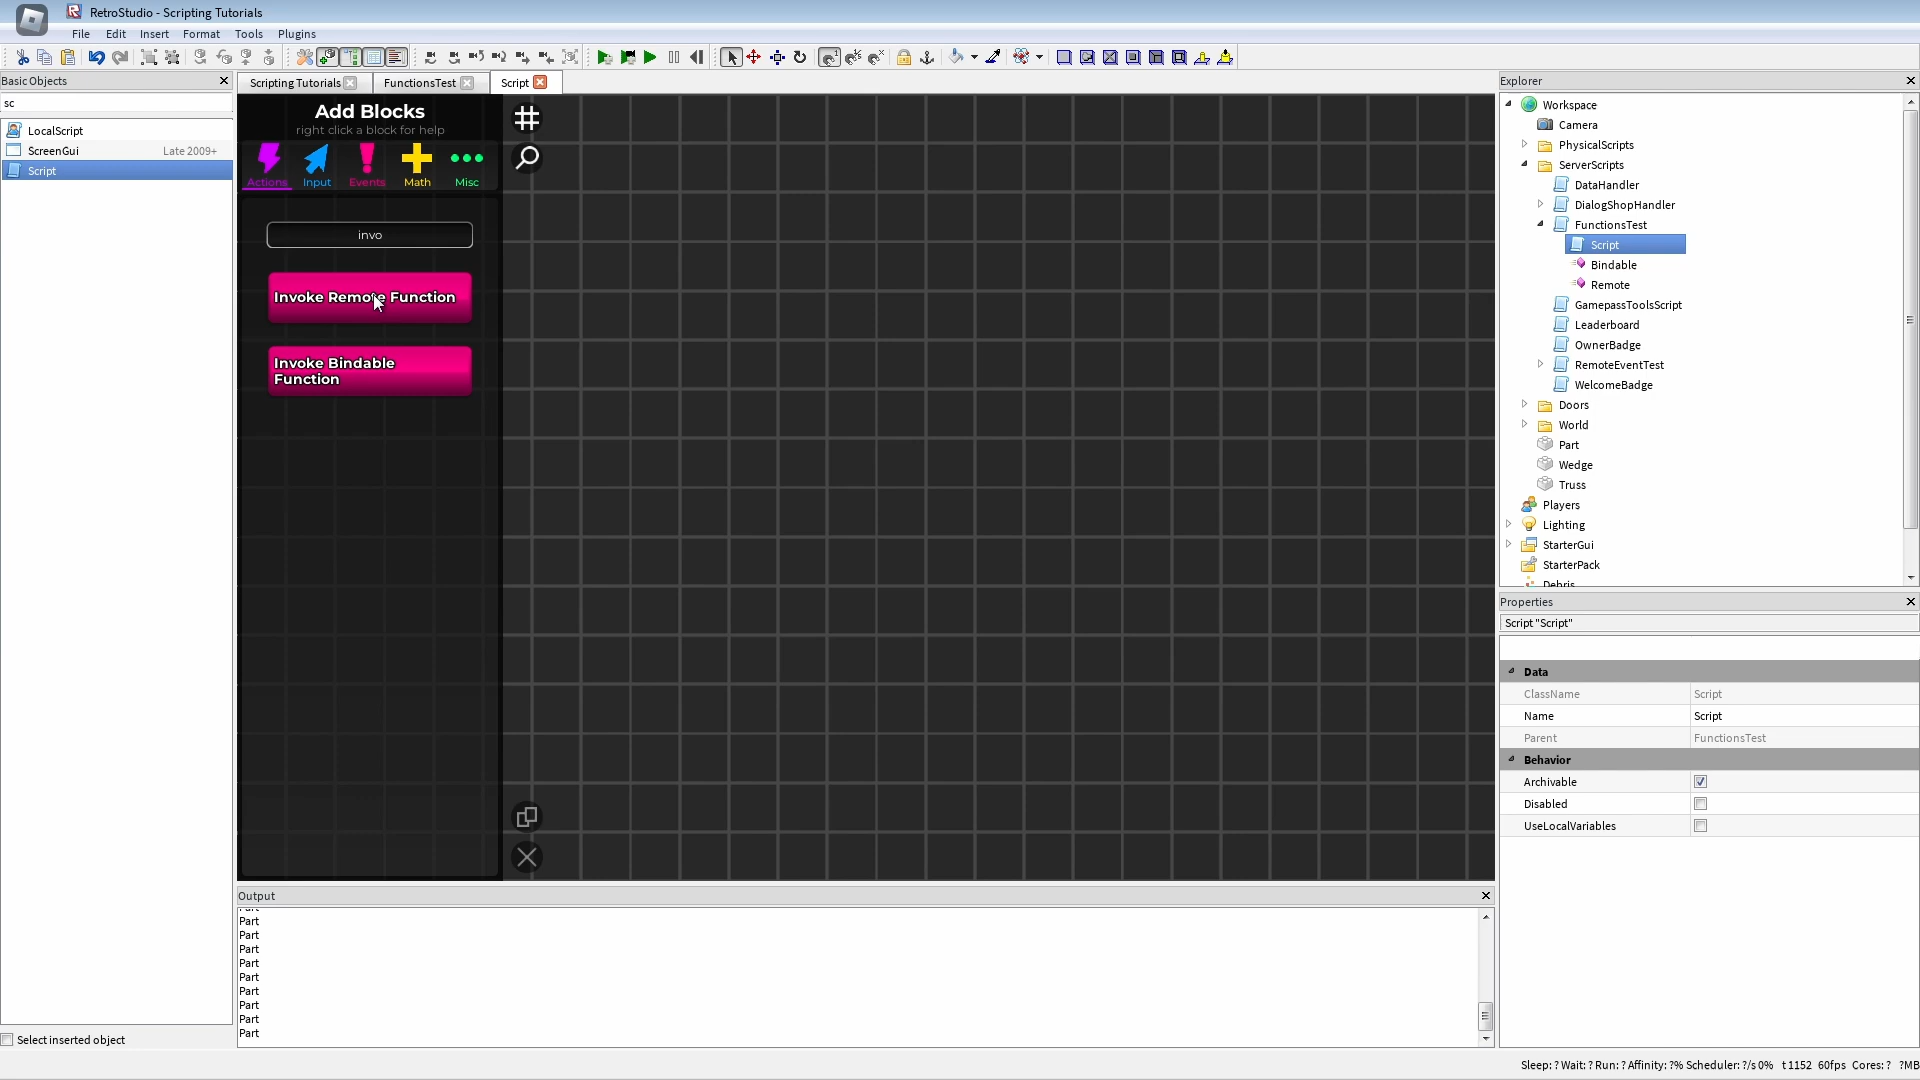 RetroStudio - Scripting Tutorials
File Edit Insert Format Tools Plugins
Basic Objects
sc
LocalScript
ScreenGui Late 2009+
Script
Select inserted object
Scripting Tutorials FunctionsTest Script
Add Blocks
right click a block for help
Actions Input Events Math Misc
invo
Invoke Remote Function
Invoke Bindable
Function
Output
Part
Part
Part
Part
Part
Part
Part
Part
Part
Part
Explorer
Workspace
Camera
PhysicalScripts
ServerScripts
DataHandler
DialogShopHandler
FunctionsTest
Script
Bindable
Remote
GamepassToolsScript
Leaderboard
OwnerBadge
RemoteEventTest
WelcomeBadge
Doors
World
Part
Wedge
Truss
Players
Lighting
StarterGui
StarterPack
Debris
Properties
Script "Script"
Data
ClassName Script
Name Script
Parent FunctionsTest
Behavior
Archivable
Disabled
UseLocalVariables
Sleep: ? Wait: ? Run: ? Affinity: ?% Scheduler: ?/s 0% t 1152 60fps Cores: ? ?MB